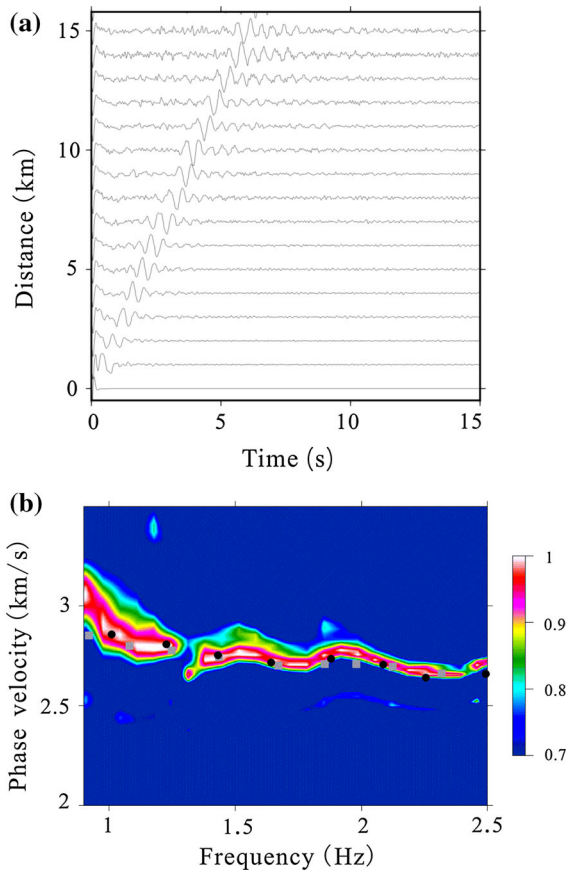 (a)
15
10
5
0
Distance (km)
0 5 10 15
Time (s)
(b)
3
2.5
2
Phase velocity (km/s)
1 1.5 2 2.5
Frequency (Hz)
1
0.9
0.8
0.7